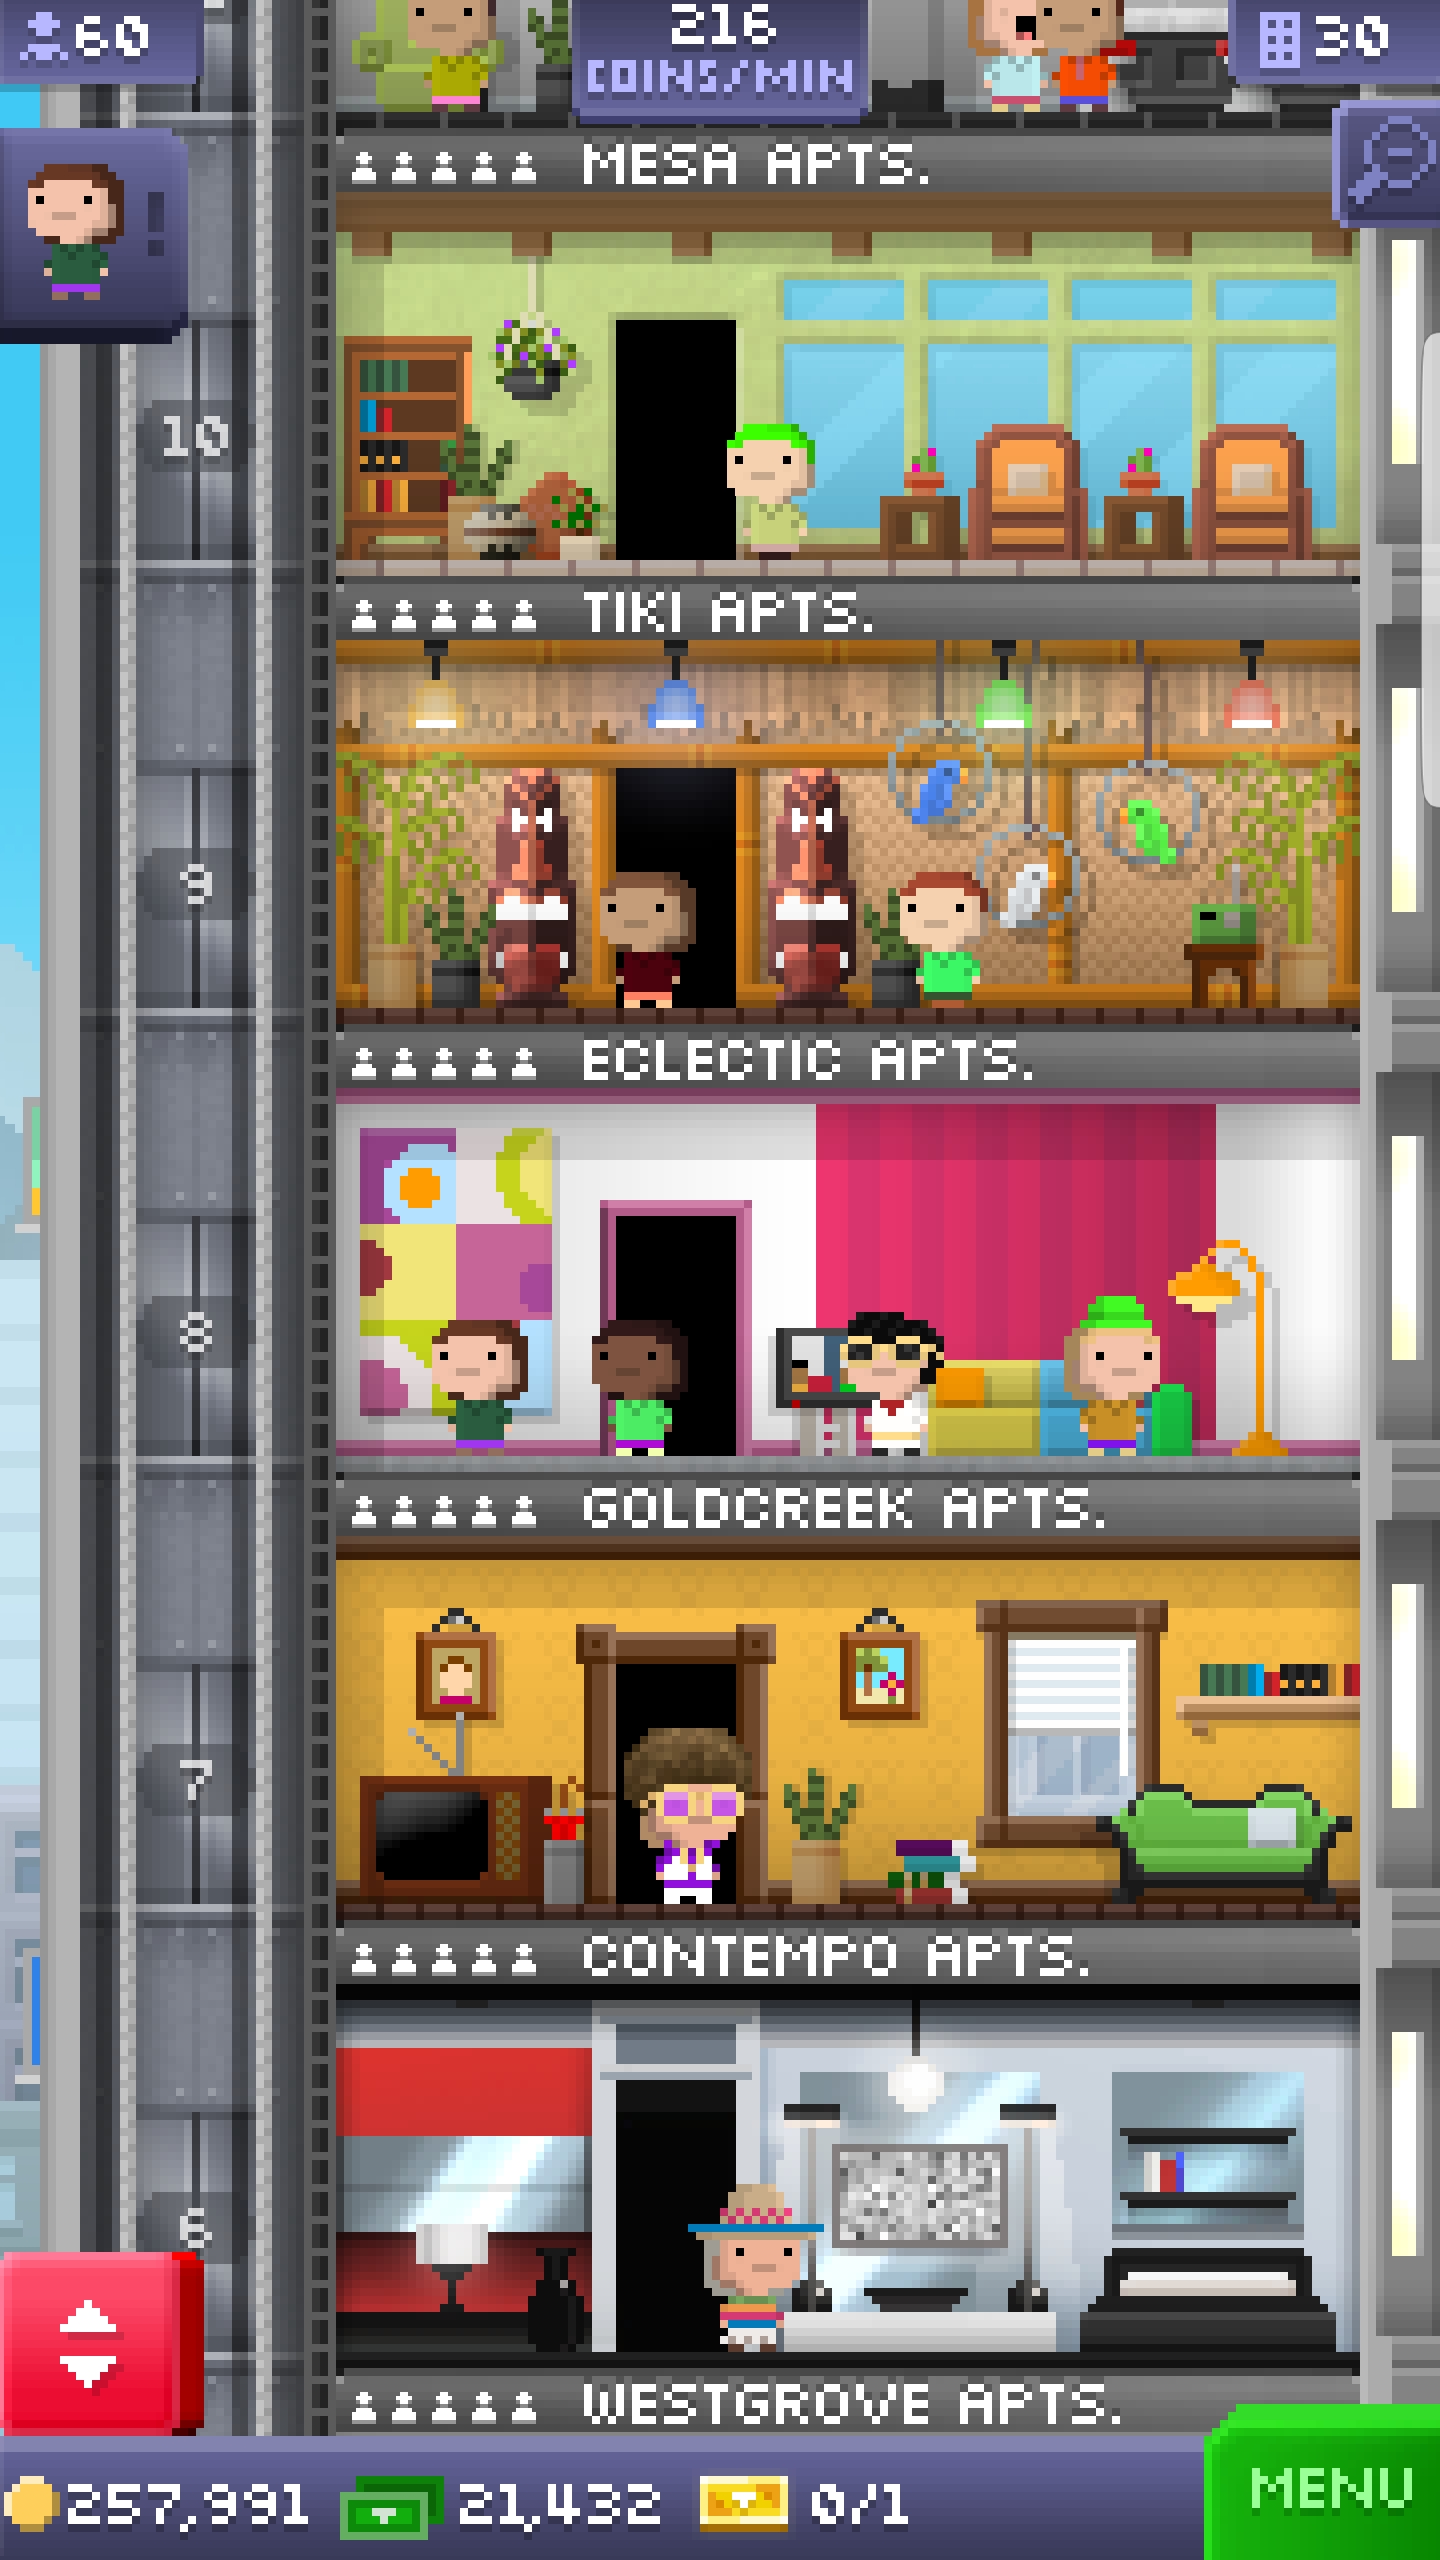 60
216
COINS/MIN
30
MESA APTS.
!
10
TIKI APTS.
9
ECLECTIC APTS.
8
GOLDCREEK APTS.
7
CONTEMPO APTS.
6
WESTGROVE APTS.
257,991
21,432
0/1
MENU